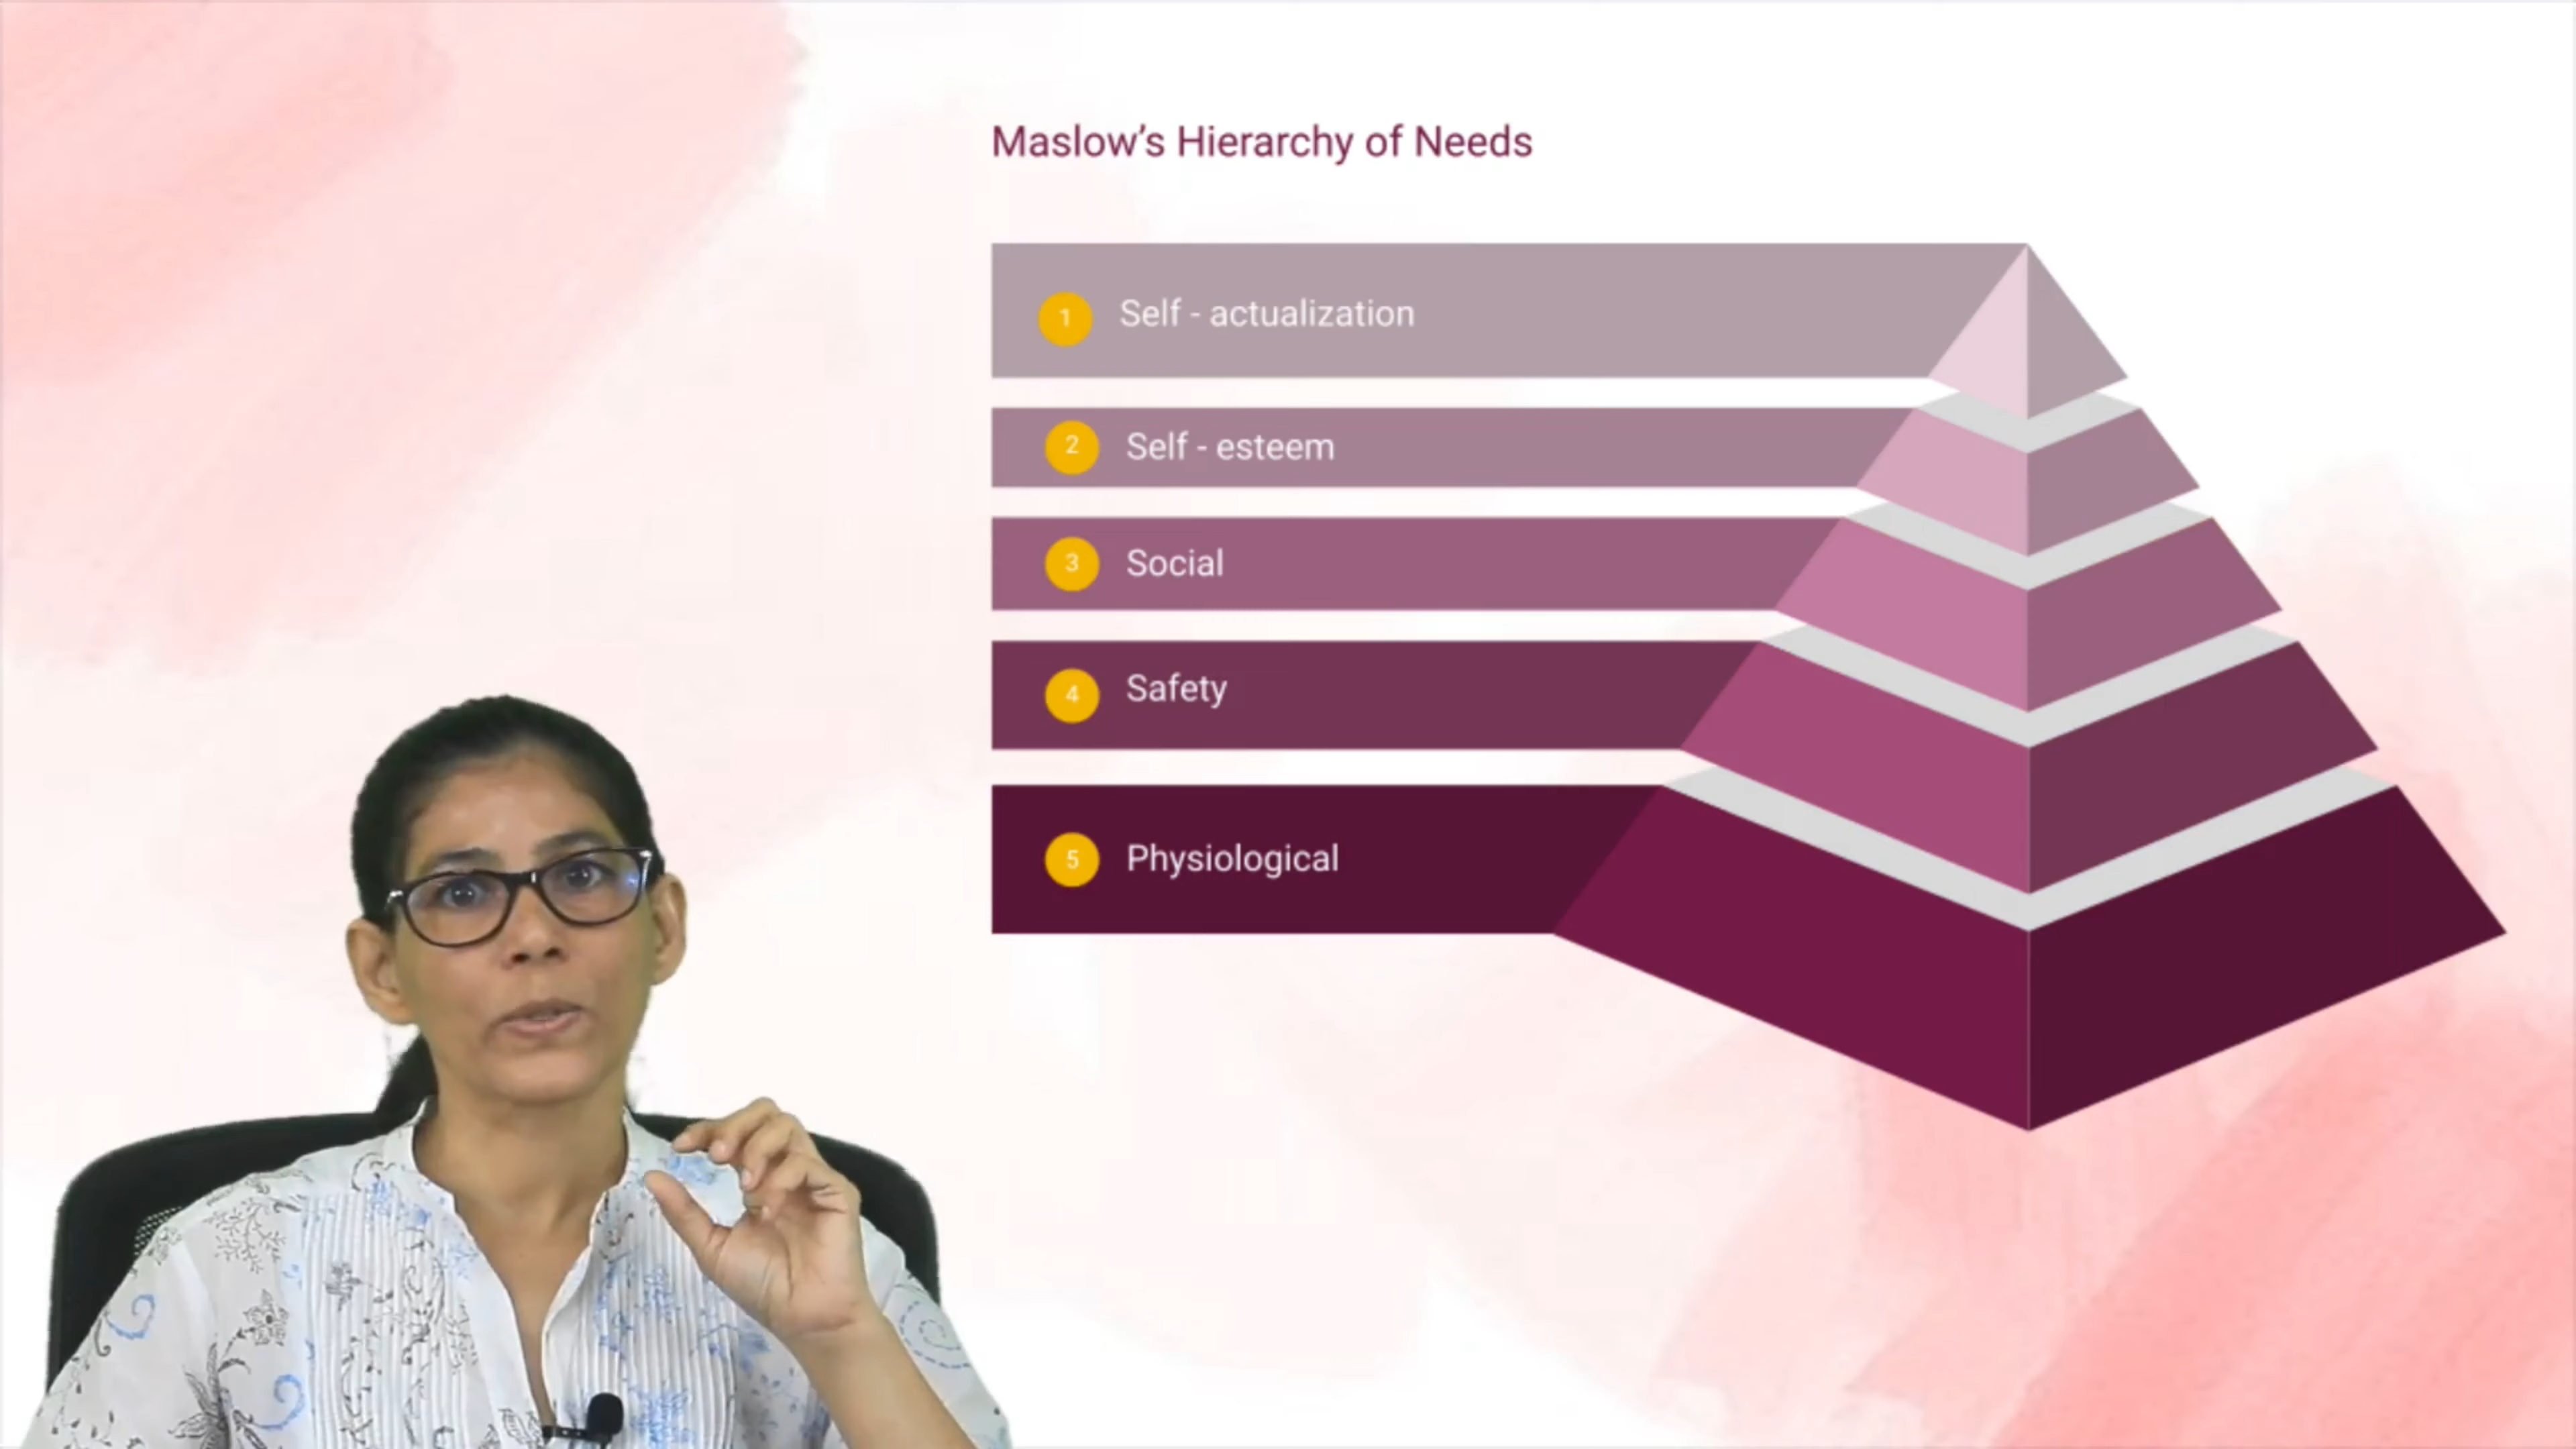 Maslow’s Hierarchy of Needs
1 Self - actualization
2 Self - esteem
3 Social
4 Safety
5 Physiological